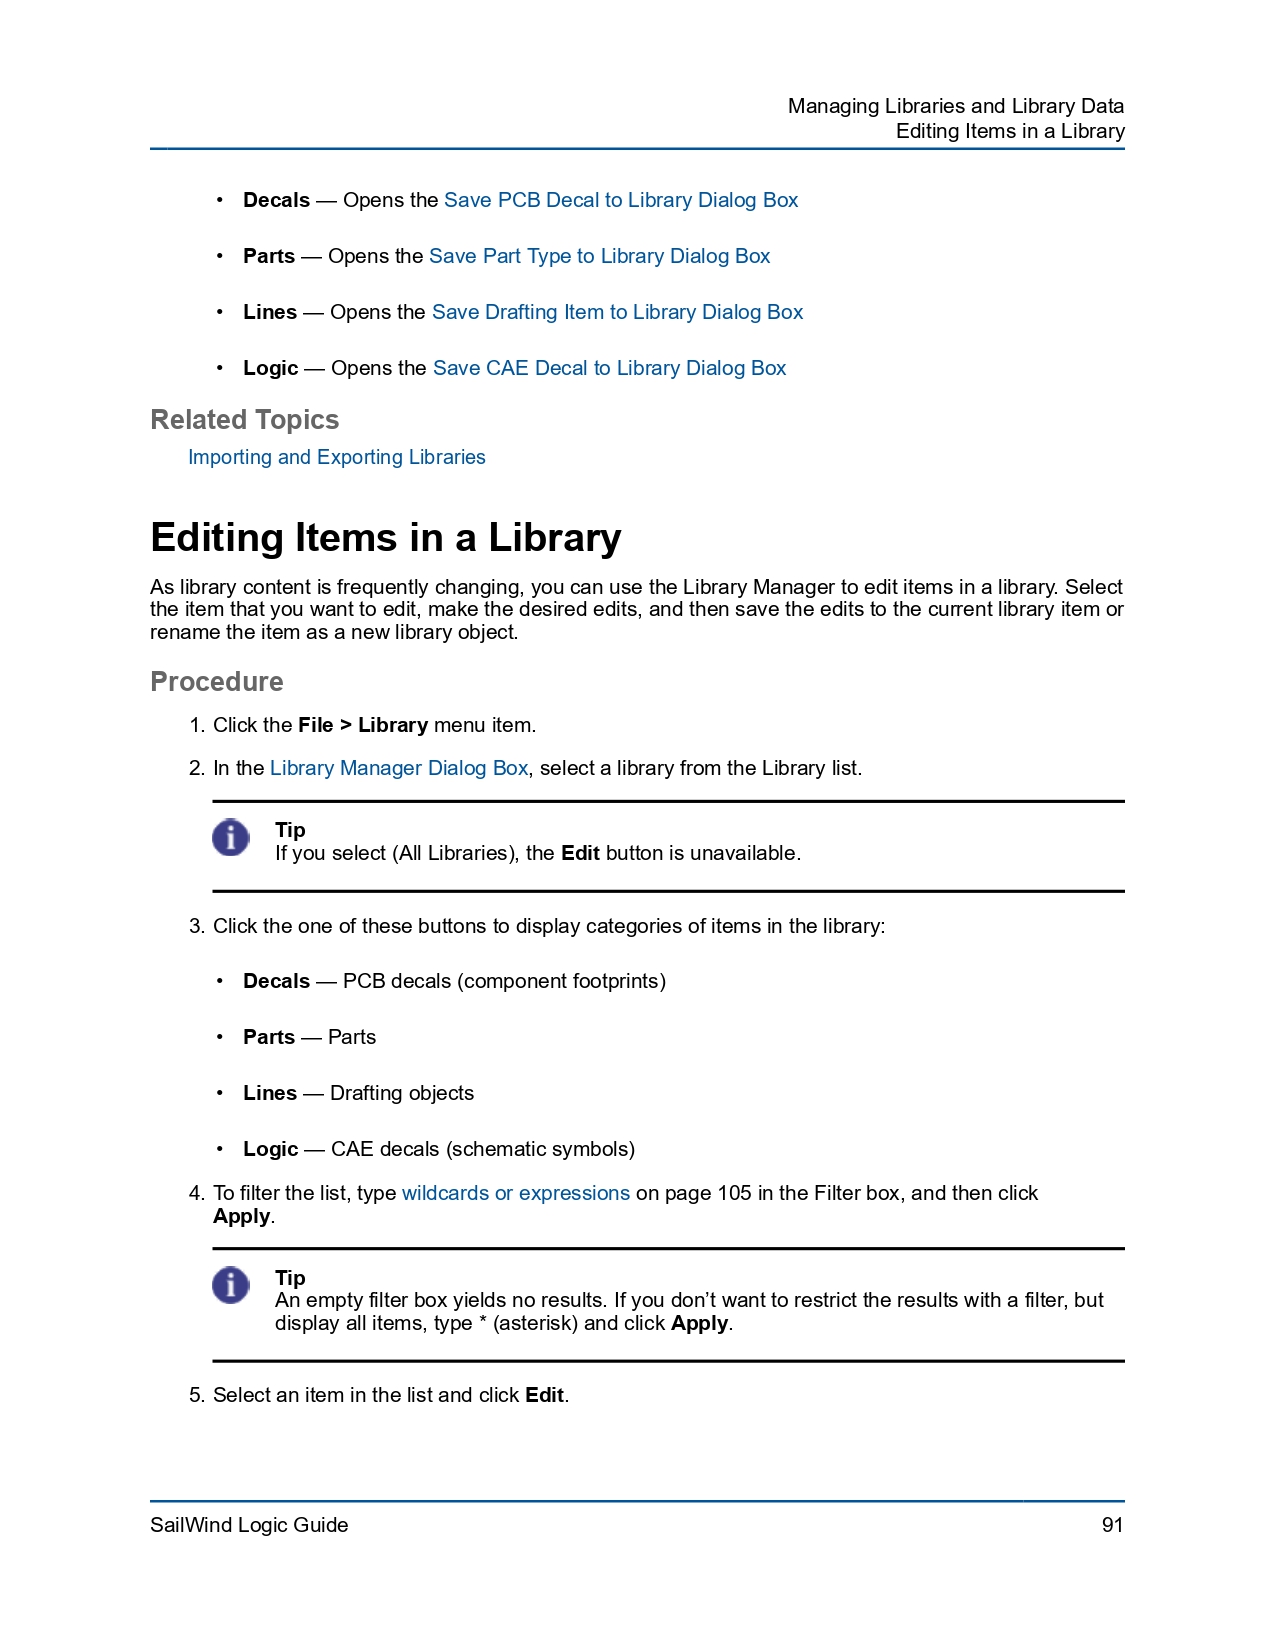 Managing Libraries and Library Data
Editing Items in a Library
• Decals — Opens the Save PCB Decal to Library Dialog Box
• Parts — Opens the Save Part Type to Library Dialog Box
• Lines — Opens the Save Drafting Item to Library Dialog Box
• Logic — Opens the Save CAE Decal to Library Dialog Box
Related Topics
Importing and Exporting Libraries
Editing Items in a Library
As library content is frequently changing, you can use the Library Manager to edit items in a library. Select
the item that you want to edit, make the desired edits, and then save the edits to the current library item or
rename the item as a new library object.
Procedure
1. Click the File > Library menu item.
2. In the Library Manager Dialog Box, select a library from the Library list.
Tip
If you select (All Libraries), the Edit button is unavailable.
3. Click the one of these buttons to display categories of items in the library:
• Decals — PCB decals (component footprints)
• Parts — Parts
• Lines — Drafting objects
• Logic — CAE decals (schematic symbols)
4. To filter the list, type wildcards or expressions on page 105 in the Filter box, and then click
Apply.
Tip
An empty filter box yields no results. If you don’t want to restrict the results with a filter, but
display all items, type * (asterisk) and click Apply.
5. Select an item in the list and click Edit.
SailWind Logic Guide
91